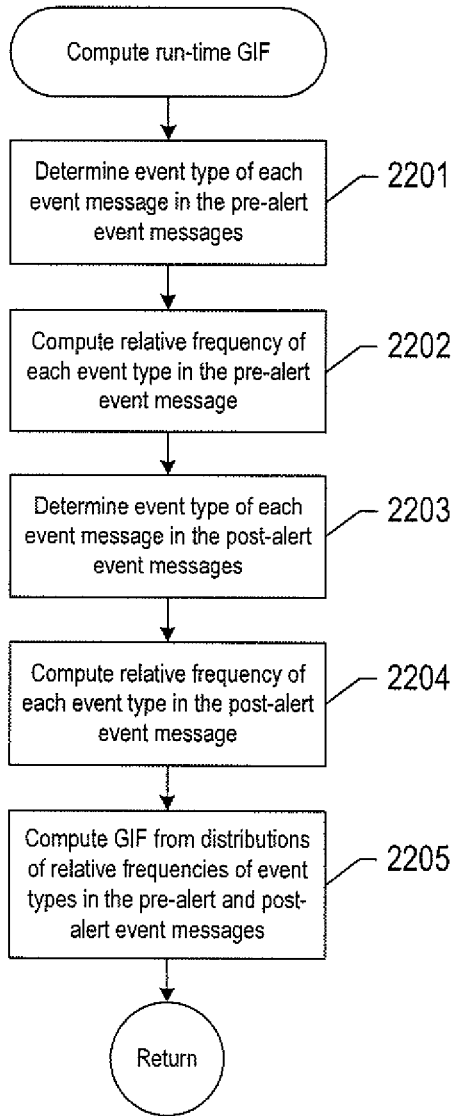 Compute run-time GIF
Determine event type of each
event message in the pre-alert
event messages
2201
Compute relative frequency of
each event type in the pre-alert
event message
2202
Determine event type of each
event message in the post-alert
event messages
2203
Compute relative frequency of
each event type in the post-alert
event message
2204
Compute GIF from distributions
of relative frequencies of event
types in the pre-alert and post-
alert event messages
2205
Return